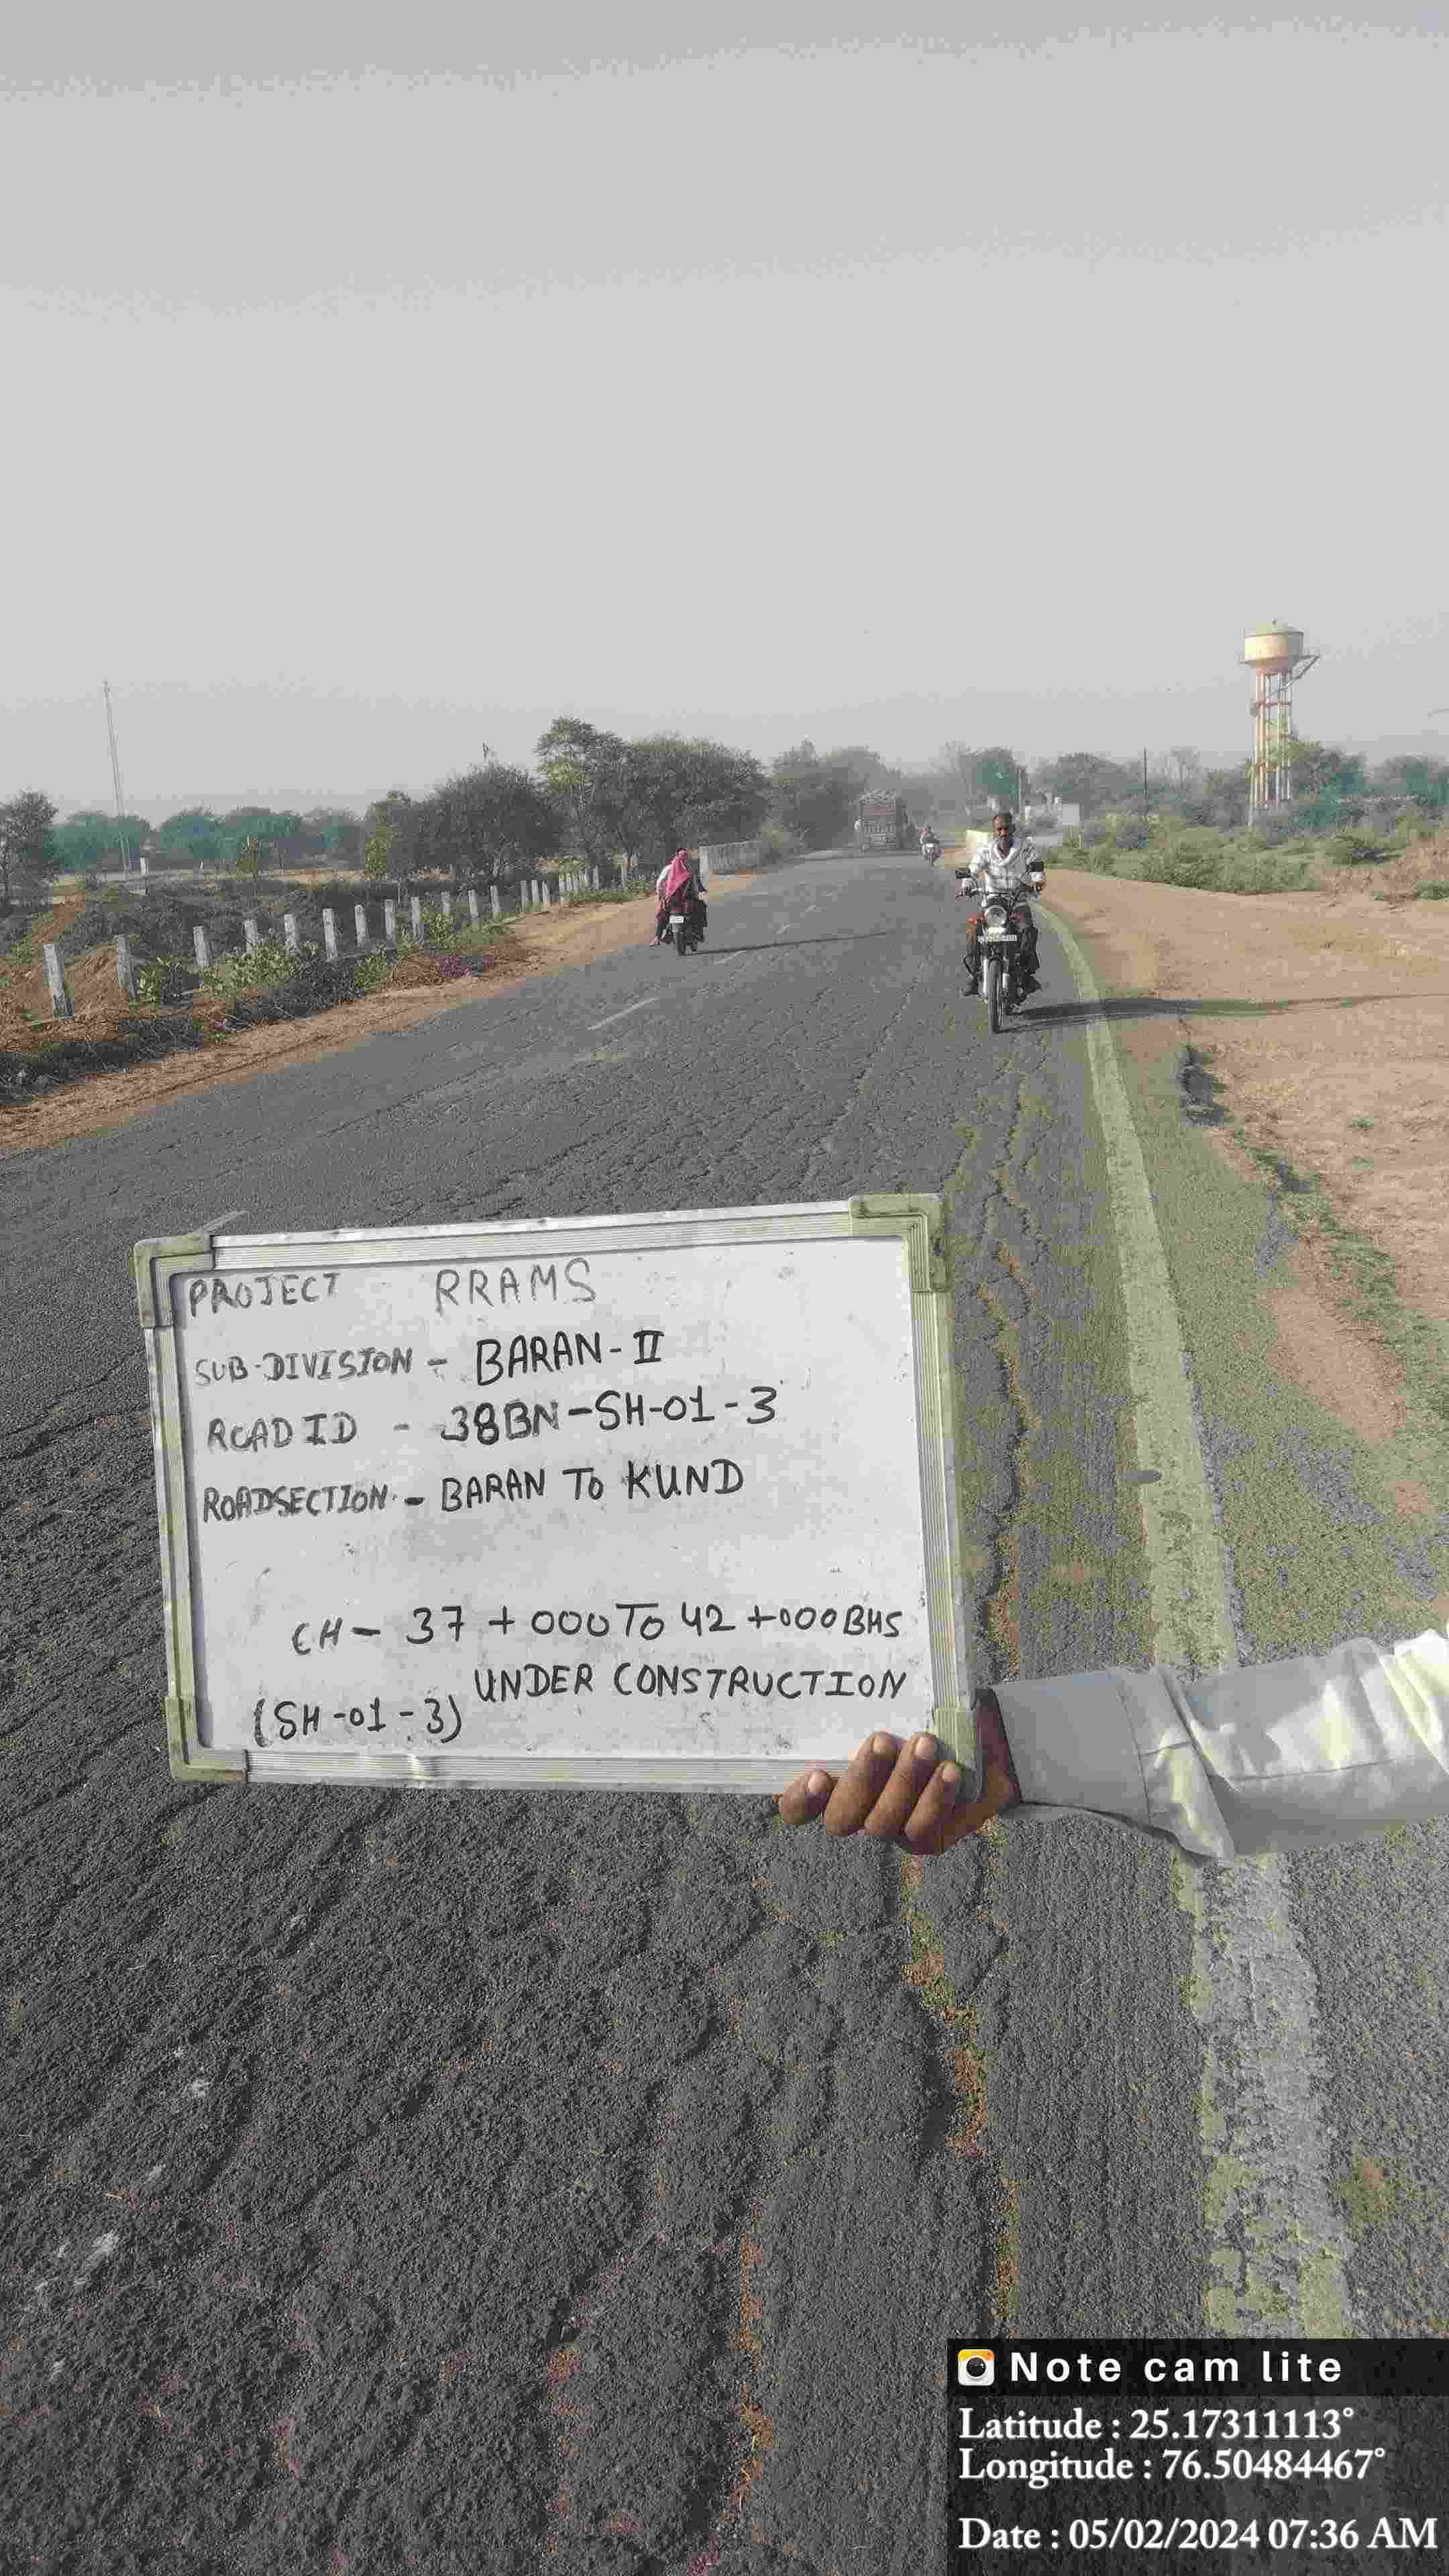 PROJECT RRAMS
SUB-DIVISION - BARAN-II
ROAD ID - 38BN-SH-01-3
ROADSECTION - BARAN TO KUND
CH- 37 +000 TO 42 +000 BHS
UNDER CONSTRUCTION
(SH-01-3)
Note cam lite
Latitude : 25.17311113°
Longitude : 76.50484467°
Date : 05/02/2024 07:36 AM